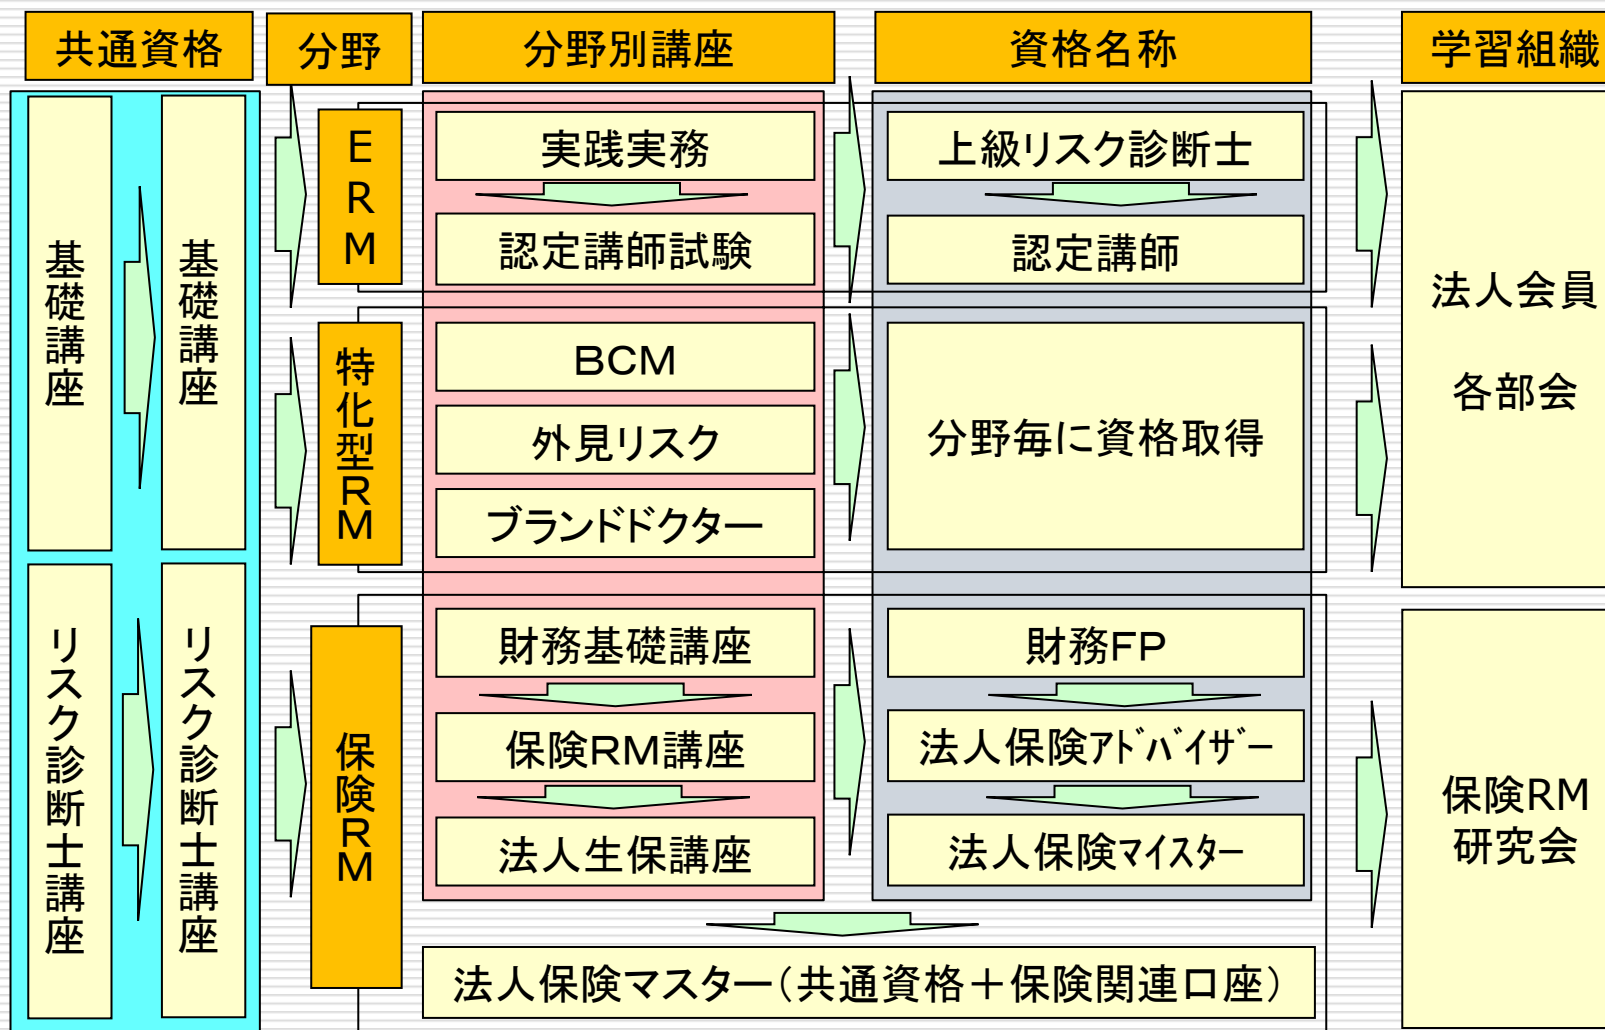 共通資格
分野
分野別講座
資格名称
学習組織
基礎講座
基礎講座
リスク診断士講座
リスク診断士講座
ERM
実践実務
認定講師試験
上級リスク診断士
認定講師
特化型RM
BCM
外見リスク
ブランドドクター
分野毎に資格取得
法人会員
各部会
保険RM
財務基礎講座
保険RM講座
法人生保講座
財務FP
法人保険ｱﾄﾞﾊﾞｲｻﾞｰ
法人保険ﾏｲｽﾀｰ
法人保険マスター（共通資格＋保険関連口座）
保険RM
研究会